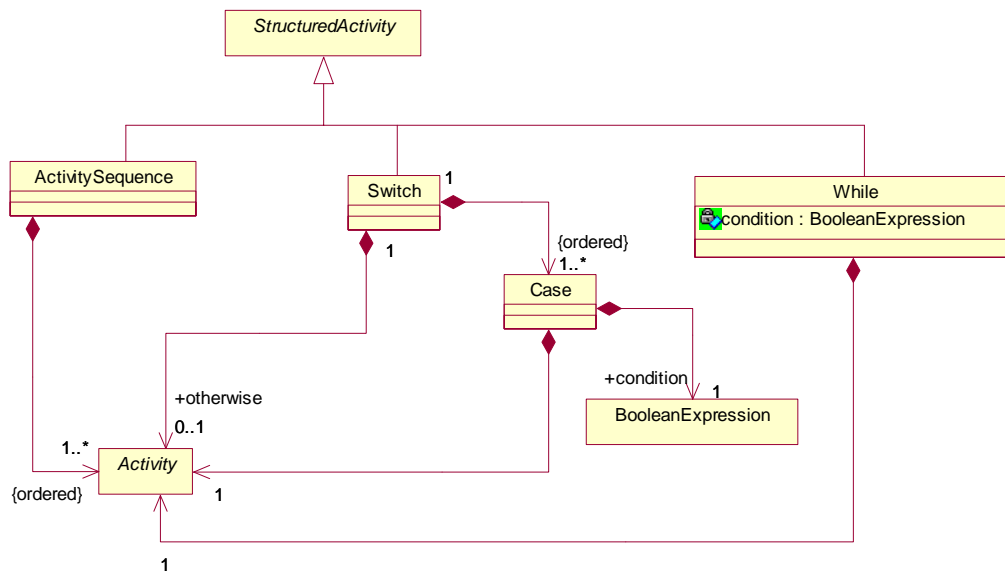 StructuredActivity
ActivitySequence
Switch
1
1
While
condition : BooleanExpression
{ordered}
1..*
Case
+condition
1
BooleanExpression
+otherwise
0..1
1..*
{ordered}
Activity
1
1